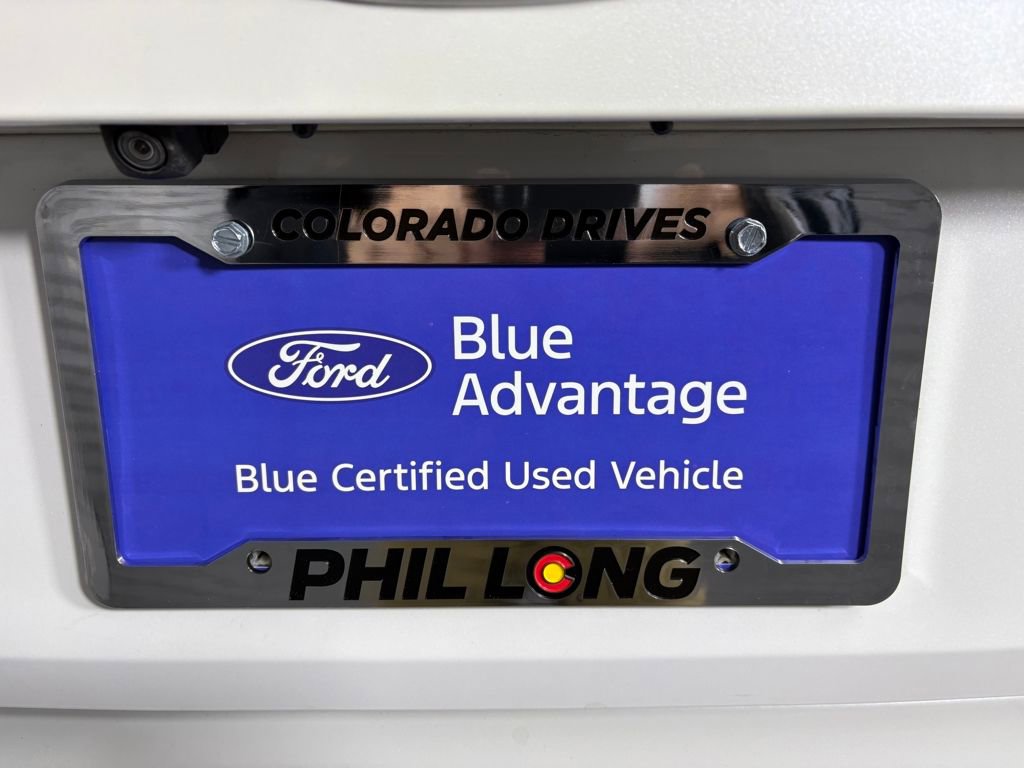 COLORADO DRIVES
Ford
Blue
Advantage
Blue Certified Used Vehicle
PHIL LONG